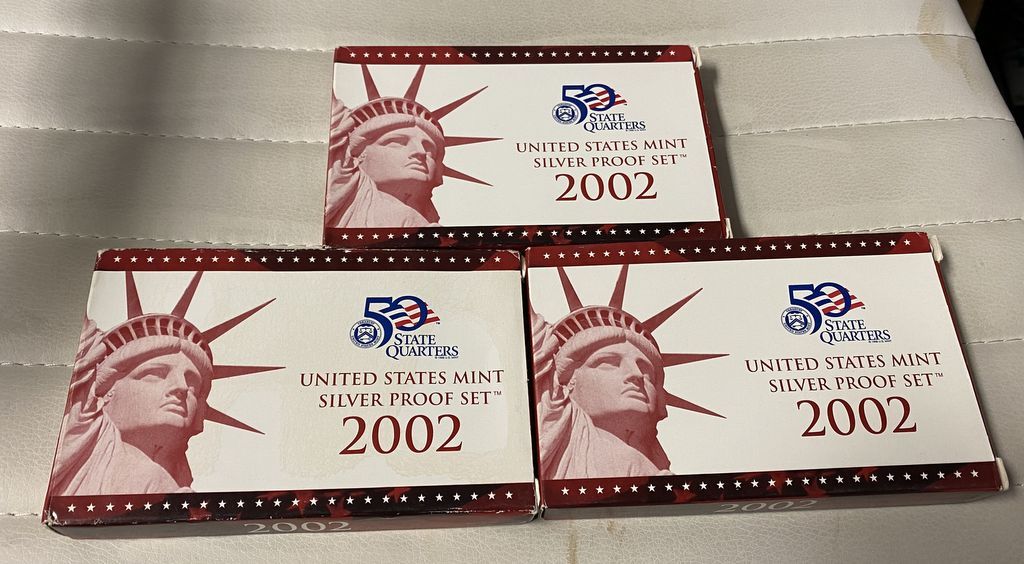 50
STATE
QUARTERS
UNITED STATES MINT
SILVER PROOF SET™
2002
50
STATE
QUARTERS
UNITED STATES MINT
SILVER PROOF SET™
2002
2002
50
STATE
QUARTERS
UNITED STATES MINT
SILVER PROOF SET™
2002
2002